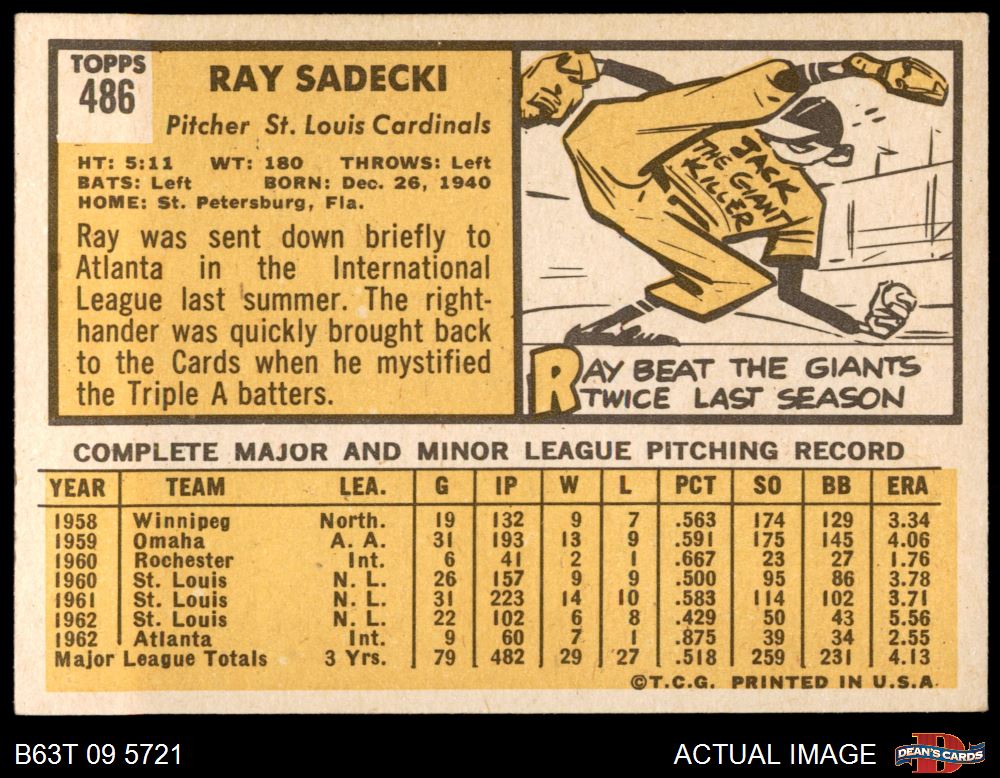 TOPPS
486
RAY SADECKI
Pitcher St. Louis Cardinals
HT: 5:11 WT: 180 THROWS: Left
BATS: Left BORN: Dec. 26, 1940
HOME: St. Petersburg, Fla.
Ray was sent down briefly to
Atlanta in the International
League last summer. The right-
hander was quickly brought back
to the Cards when he mystified
the Triple A batters.
JACK
THE GIANT
KILLER
RAY BEAT THE GIANTS
TWICE LAST SEASON
COMPLETE MAJOR AND MINOR LEAGUE PITCHING RECORD
YEAR TEAM LEA. G IP W L PCT SO BB ERA
1958 Winnipeg North. 19 132 9 7 .563 174 129 3.34
1959 Omaha A. A. 31 193 13 9 .591 175 145 4.06
1960 Rochester Int. 6 41 2 1 .667 23 27 1.76
1960 St. Louis N. L. 26 157 9 9 .500 95 86 3.78
1961 St. Louis N. L. 31 223 14 10 .583 114 102 3.71
1962 St. Louis N. L. 22 102 6 8 .429 50 43 5.56
1962 Atlanta Int. 9 60 7 1 .875 39 34 2.55
Major League Totals 3 Yrs. 79 482 29 27 .518 259 231 4.13
©T.C.G. PRINTED IN U.S.A.
B63T 09 5721
ACTUAL IMAGE
DEAN'S CARDS